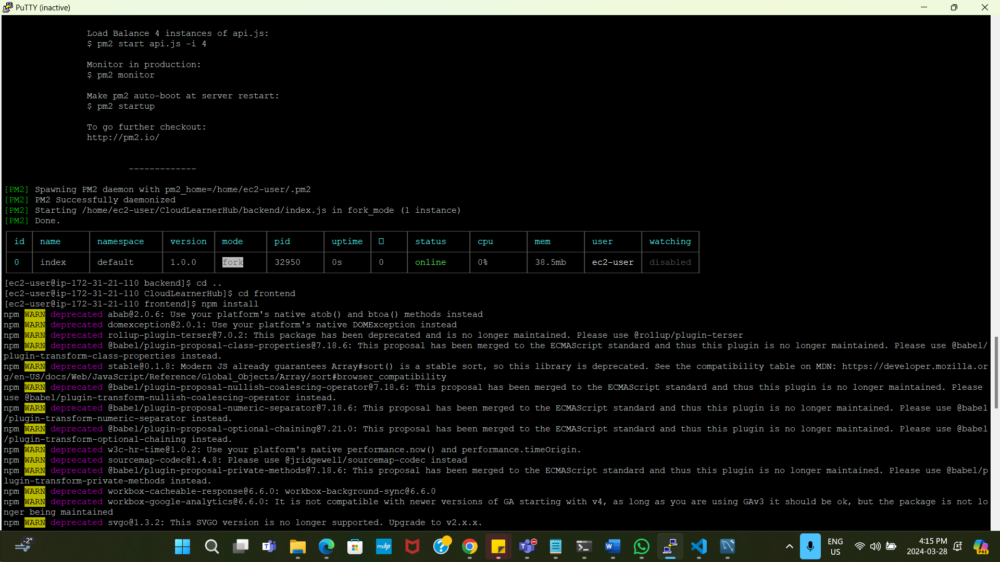 PuTTY (inactive)
Load Balance 4 instances of api.js:
$ pm2 start api.js -i 4
Monitor in production:
$ pm2 monitor
Make pm2 auto-boot at server restart:
$ pm2 startup
To go further checkout:
http://pm2.io/
-------------
[PM2] Spawning PM2 daemon with pm2_home=/home/ec2-user/.pm2
[PM2] PM2 Successfully daemonized
[PM2] Starting /home/ec2-user/CloudLearnerHub/backend/index.js in fork_mode (1 instance)
[PM2] Done.
id name namespace version mode pid uptime status cpu mem user watching
0 index default 1.0.0 fork 32950 0s 0 online 0% 38.5mb ec2-user disabled
[ec2-user@ip-172-31-21-110 backend]$ cd ..
[ec2-user@ip-172-31-21-110 CloudLearnerHub]$ cd frontend
[ec2-user@ip-172-31-21-110 frontend]$ npm install
npm WARN deprecated abab@2.0.6: Use your platform's native atob() and btoa() methods instead
npm WARN deprecated domexception@2.0.1: Use your platform's native DOMException instead
npm WARN deprecated rollup-plugin-terser@7.0.2: This package has been deprecated and is no longer maintained. Please use @rollup/plugin-terser
npm WARN deprecated @babel/plugin-proposal-class-properties@7.18.6: This proposal has been merged to the ECMAScript standard and thus this plugin is no longer maintained. Please use @babel/
plugin-transform-class-properties instead.
npm WARN deprecated stable@0.1.8: Modern JS already guarantees Array#sort() is a stable sort, so this library is deprecated. See the compatibility table on MDN: https://developer.mozilla.or
g/en-US/docs/Web/JavaScript/Reference/Global_Objects/Array/sort#browser_compatibility
npm WARN deprecated @babel/plugin-proposal-nullish-coalescing-operator@7.18.6: This proposal has been merged to the ECMAScript standard and thus this plugin is no longer maintained. Please
use @babel/plugin-transform-nullish-coalescing-operator instead.
npm WARN deprecated @babel/plugin-proposal-numeric-separator@7.18.6: This proposal has been merged to the ECMAScript standard and thus this plugin is no longer maintained. Please use @babel
/plugin-transform-numeric-separator instead.
npm WARN deprecated @babel/plugin-proposal-optional-chaining@7.21.0: This proposal has been merged to the ECMAScript standard and thus this plugin is no longer maintained. Please use @babel
/plugin-transform-optional-chaining instead.
npm WARN deprecated w3c-hr-time@1.0.2: Use your platform's native performance.now() and performance.timeOrigin.
npm WARN deprecated sourcemap-codec@1.4.8: Please use @jridgewell/sourcemap-codec instead
npm WARN deprecated @babel/plugin-proposal-private-methods@7.18.6: This proposal has been merged to the ECMAScript standard and thus this plugin is no longer maintained. Please use @babel/p
lugin-transform-private-methods instead.
npm WARN deprecated workbox-cacheable-response@6.6.0: workbox-background-sync@6.6.0
npm WARN deprecated workbox-google-analytics@6.6.0: It is not compatible with newer versions of GA starting with v4, as long as you are using GAv3 it should be ok, but the package is not lo
nger being maintained
npm WARN deprecated svgo@1.3.2: This SVGO version is no longer supported. Upgrade to v2.x.x.
-2°
myhp
ENG
US
4:15 PM
2024-03-28
PRE